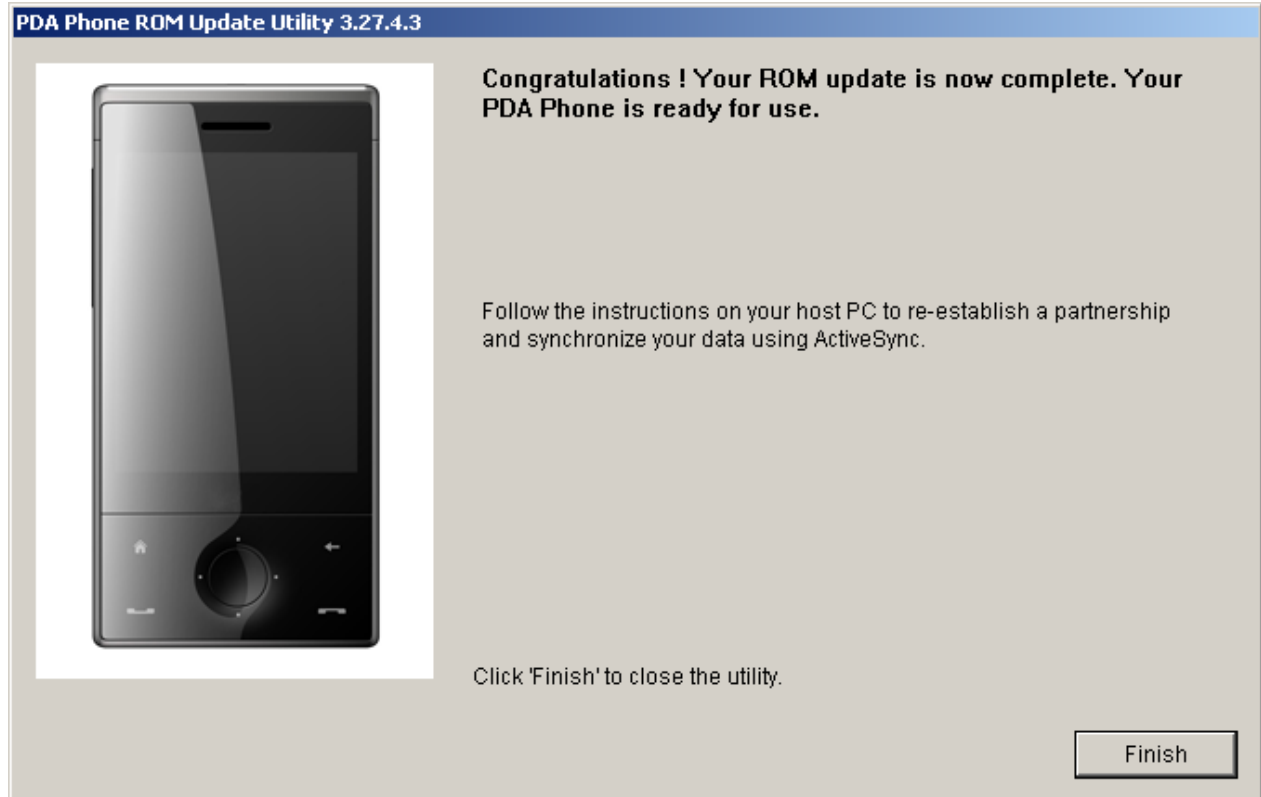 PDA Phone ROM Update Utility 3.27.4.3
Congratulations ! Your ROM update is now complete. Your
PDA Phone is ready for use.
Follow the instructions on your host PC to re-establish a partnership
and synchronize your data using ActiveSync.
Click 'Finish' to close the utility.
Finish